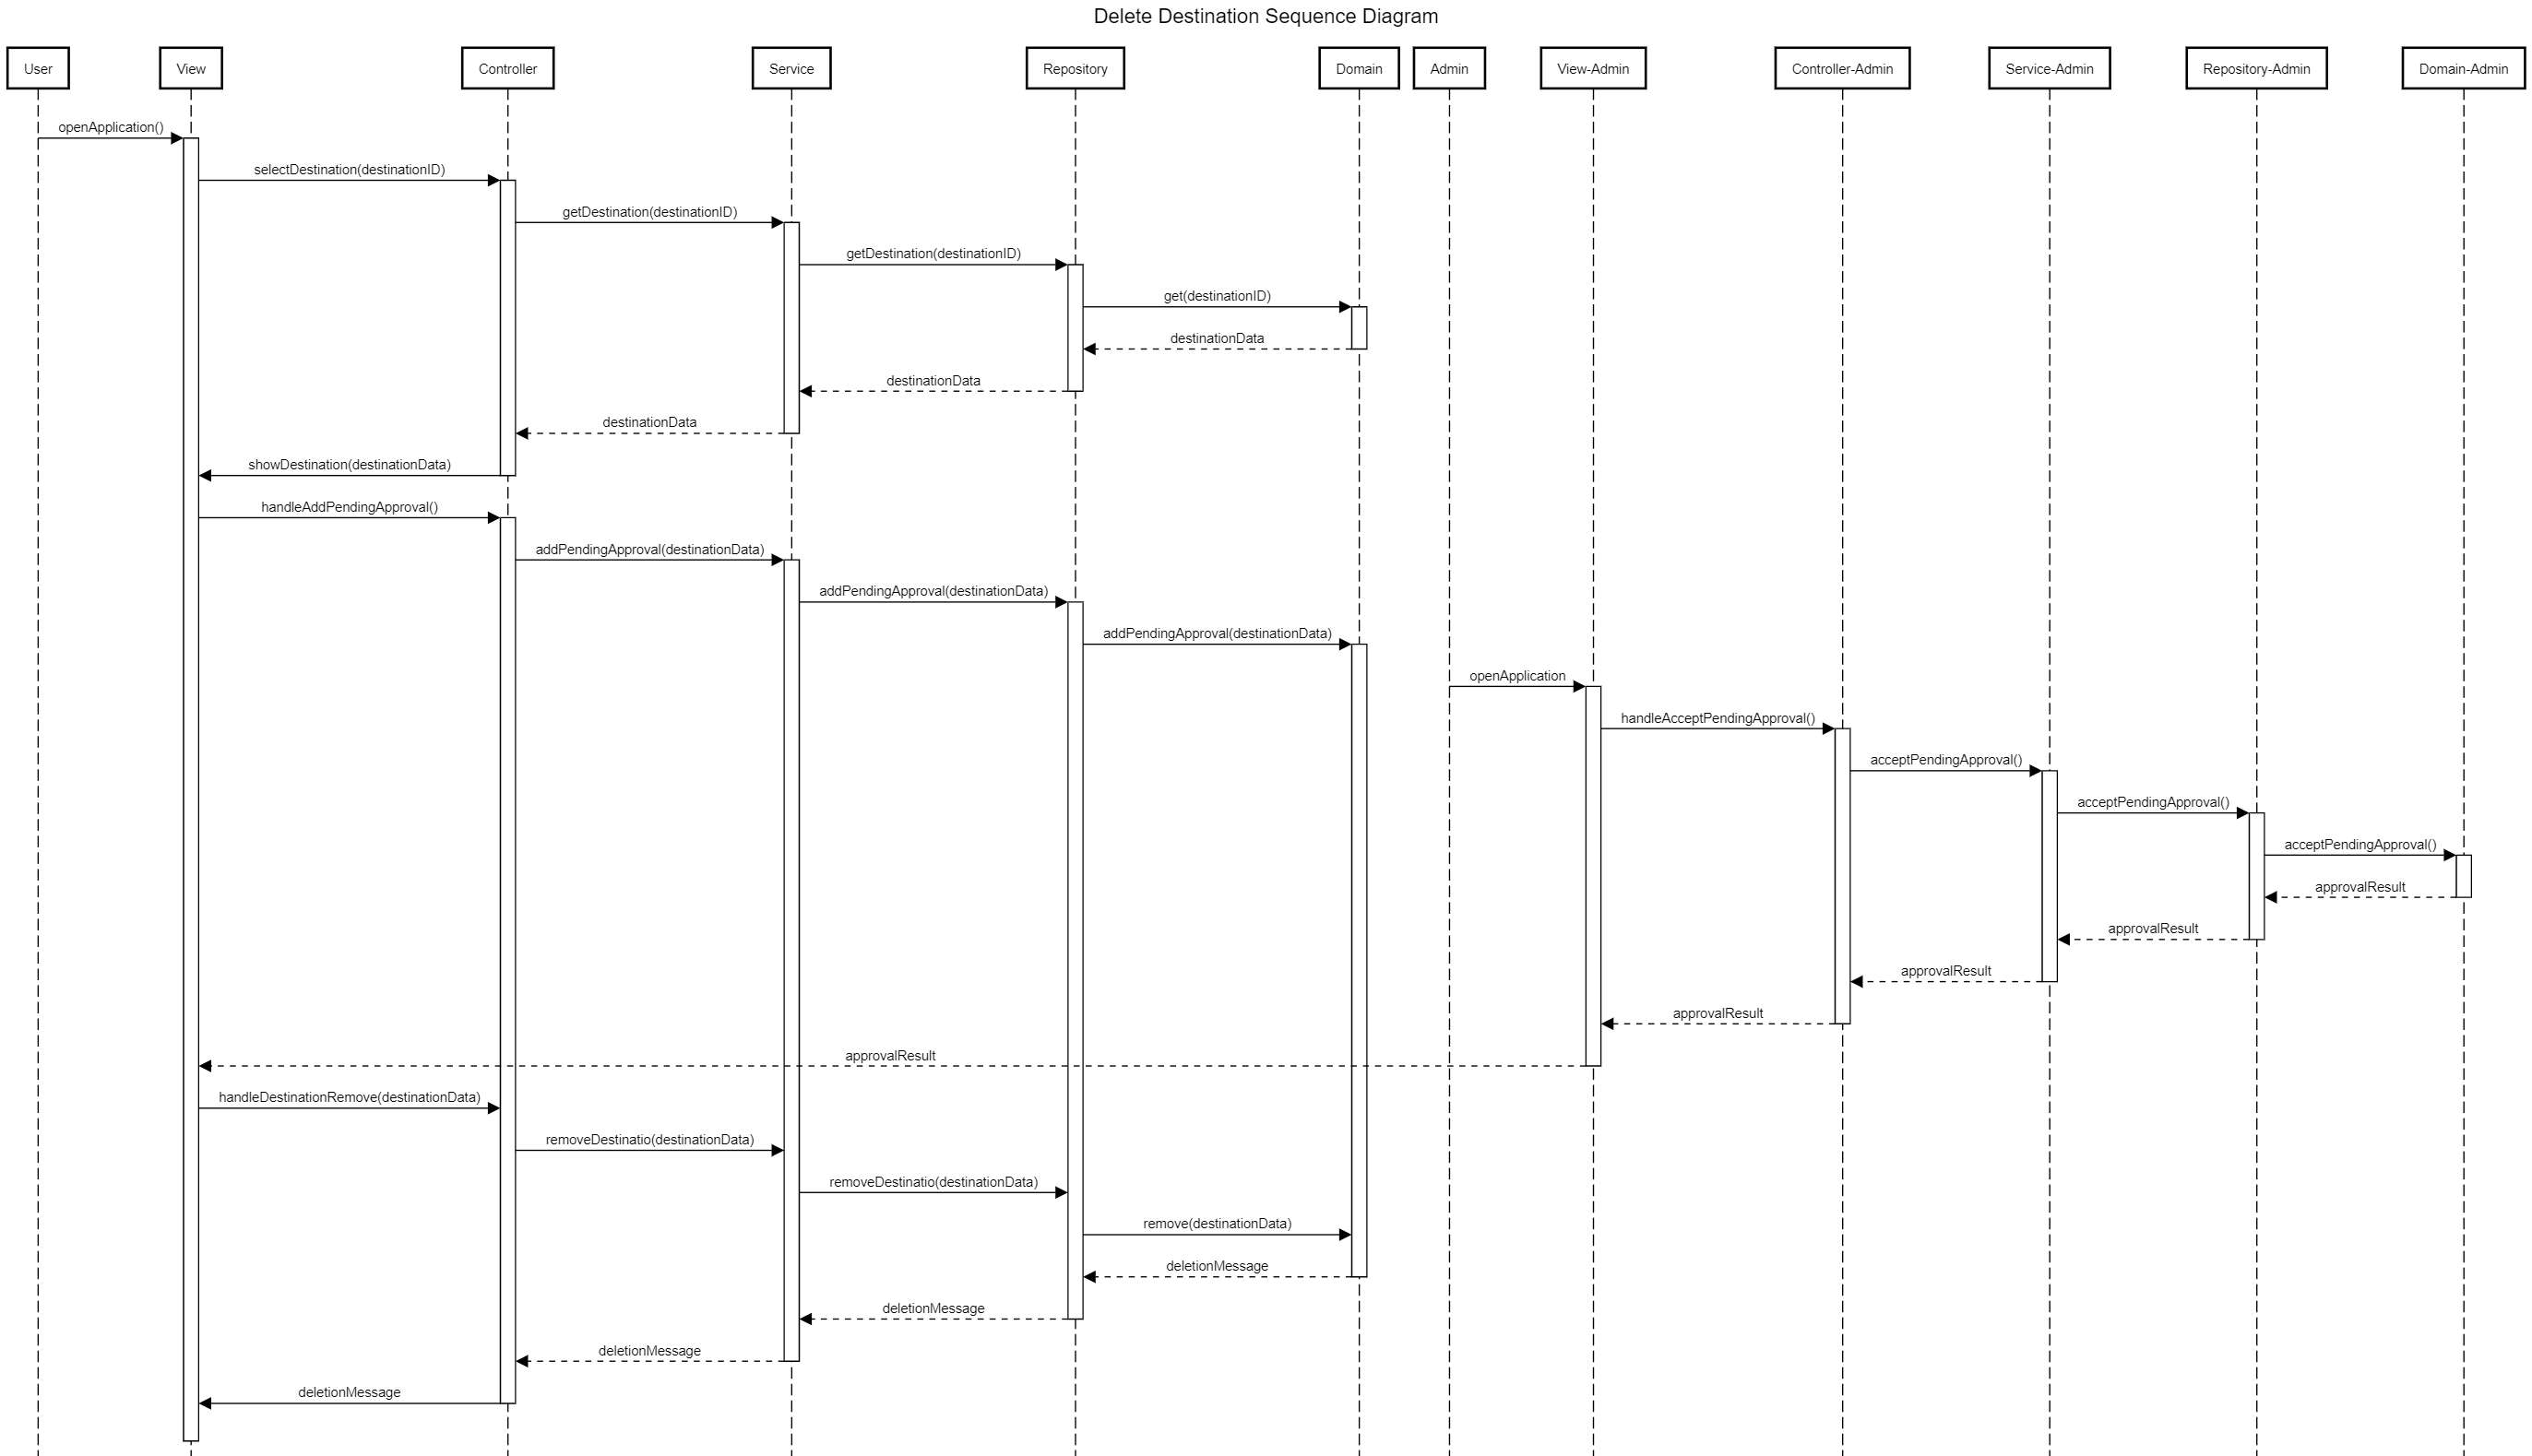 Delete Destination Sequence Diagram
User
View
Controller
Service
Repository
Domain
Admin
View-Admin
Controller-Admin
Service-Admin
Repository-Admin
Domain-Admin
openApplication()
selectDestination(destinationID)
getDestination(destinationID)
getDestination(destinationID)
get(destinationID)
destinationData
destinationData
destinationData
showDestination(destinationData)
handleAddPendingApproval()
addPendingApproval(destinationData)
addPendingApproval(destinationData)
addPendingApproval(destinationData)
openApplication
handleAcceptPendingApproval()
acceptPendingApproval()
acceptPendingApproval()
acceptPendingApproval()
approvalResult
approvalResult
approvalResult
approvalResult
approvalResult
handleDestinationRemove(destinationData)
removeDestinatio(destinationData)
removeDestinatio(destinationData)
remove(destinationData)
deletionMessage
deletionMessage
deletionMessage
deletionMessage